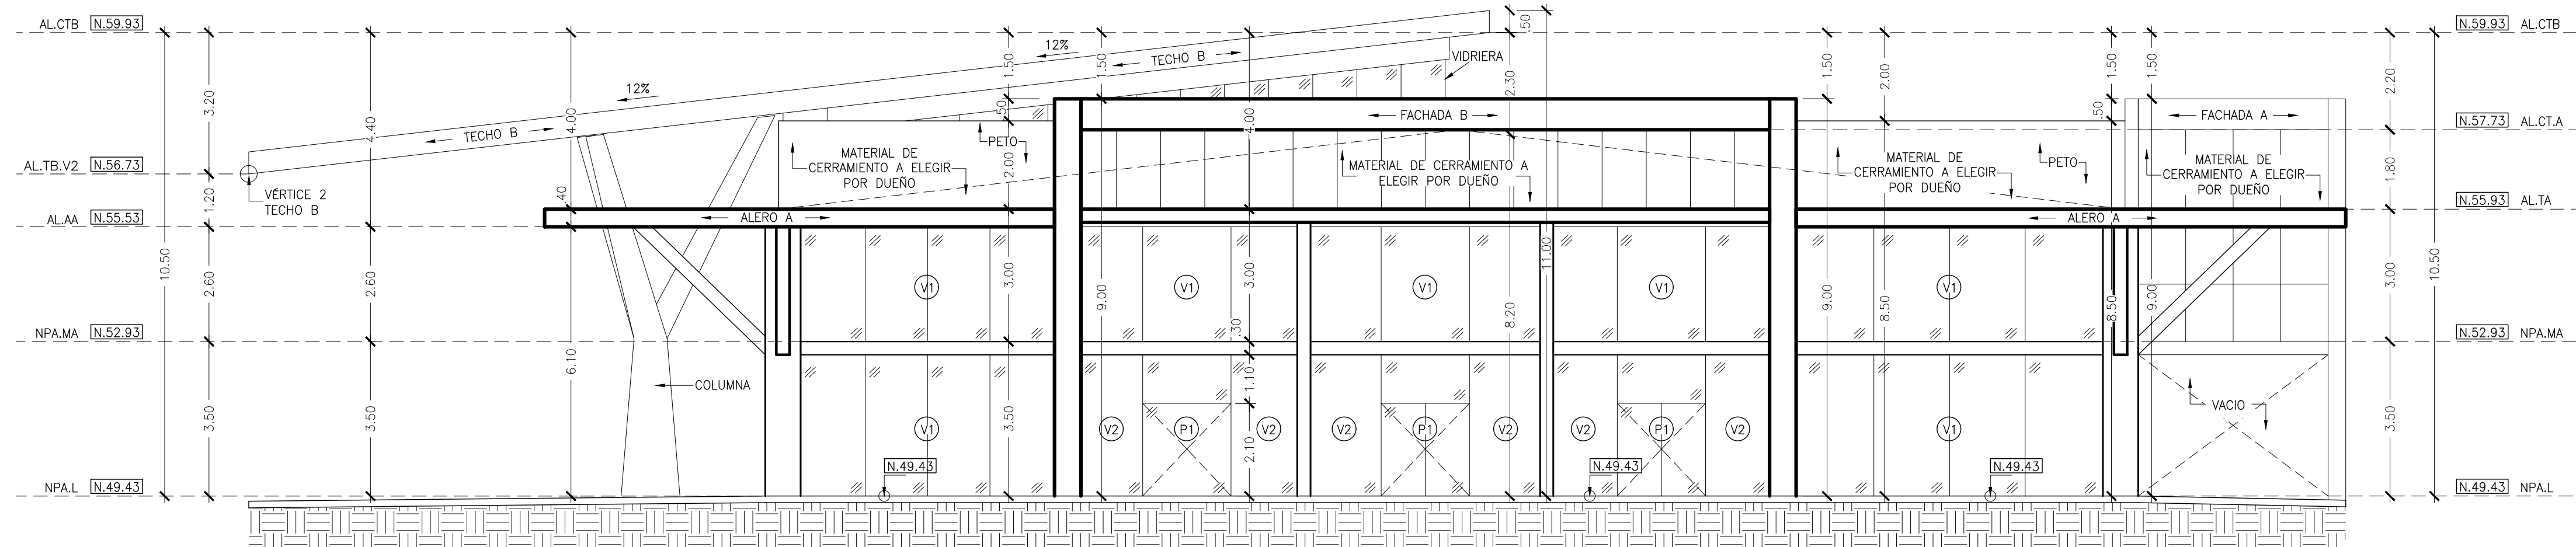 AL.CTB N.59.93
AL.TB.V2 N.56.73
AL.AA N.55.53
NPA.MA N.52.93
NPA.L N.49.43
10.50
3.20
1.20
2.60
3.50
4.40
2.60
3.50
4.00
.40
6.10
12%
12%
TECHO B
TECHO B
VÉRTICE 2
TECHO B
COLUMNA
ALERO A
MATERIAL DE
CERRAMIENTO A ELEGIR
POR DUEÑO
PETO
1.50
.50
2.00
3.00
3.50
1.50
9.00
FACHADA B
VIDRIERA
MATERIAL DE CERRAMIENTO A
ELEGIR POR DUEÑO
4.00
3.00
.30
1.10
2.10
.50
2.30
8.20
11.00
V1
V1
V1
V1
V1
V1
V2
P1
V2
V2
P1
V2
V2
P1
V2
V1
N.49.43
N.49.43
N.49.43
1.50
9.00
2.00
8.50
MATERIAL DE
CERRAMIENTO A ELEGIR
POR DUEÑO
PETO
ALERO A
1.50
.50
8.50
1.50
9.00
FACHADA A
MATERIAL DE
CERRAMIENTO A ELEGIR
POR DUEÑO
VACIO
2.20
1.80
3.00
3.50
10.50
N.59.93 AL.CTB
N.57.73 AL.CT.A
N.55.93 AL.TA
N.52.93 NPA.MA
N.49.43 NPA.L